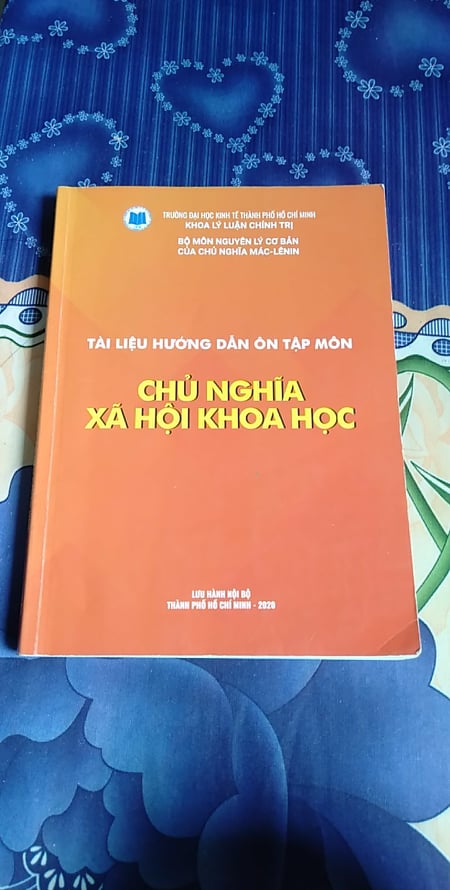 TRƯỜNG ĐẠI HỌC KINH TẾ THÀNH PHỐ HỒ CHÍ MINH
KHOA LÝ LUẬN CHÍNH TRỊ
BỘ MÔN NGUYÊN LÝ CƠ BẢN
CỦA CHỦ NGHĨA MÁC-LÊNIN
TÀI LIỆU HƯỚNG DẪN ÔN TẬP MÔN
CHỦ NGHĨA
XÃ HỘI KHOA HỌC
LƯU HÀNH NỘI BỘ
THÀNH PHỐ HỒ CHÍ MINH - 2020